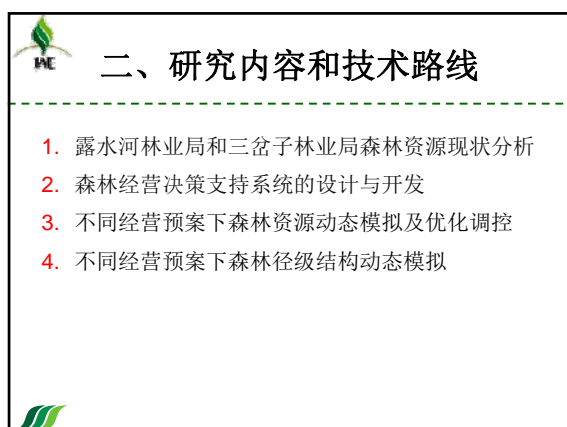 IAE
二、研究内容和技术路线
1. 露水河林业局和三岔子林业局森林资源现状分析
2. 森林经营决策支持系统的设计与开发
3. 不同经营预案下森林资源动态模拟及优化调控
4. 不同经营预案下森林径级结构动态模拟